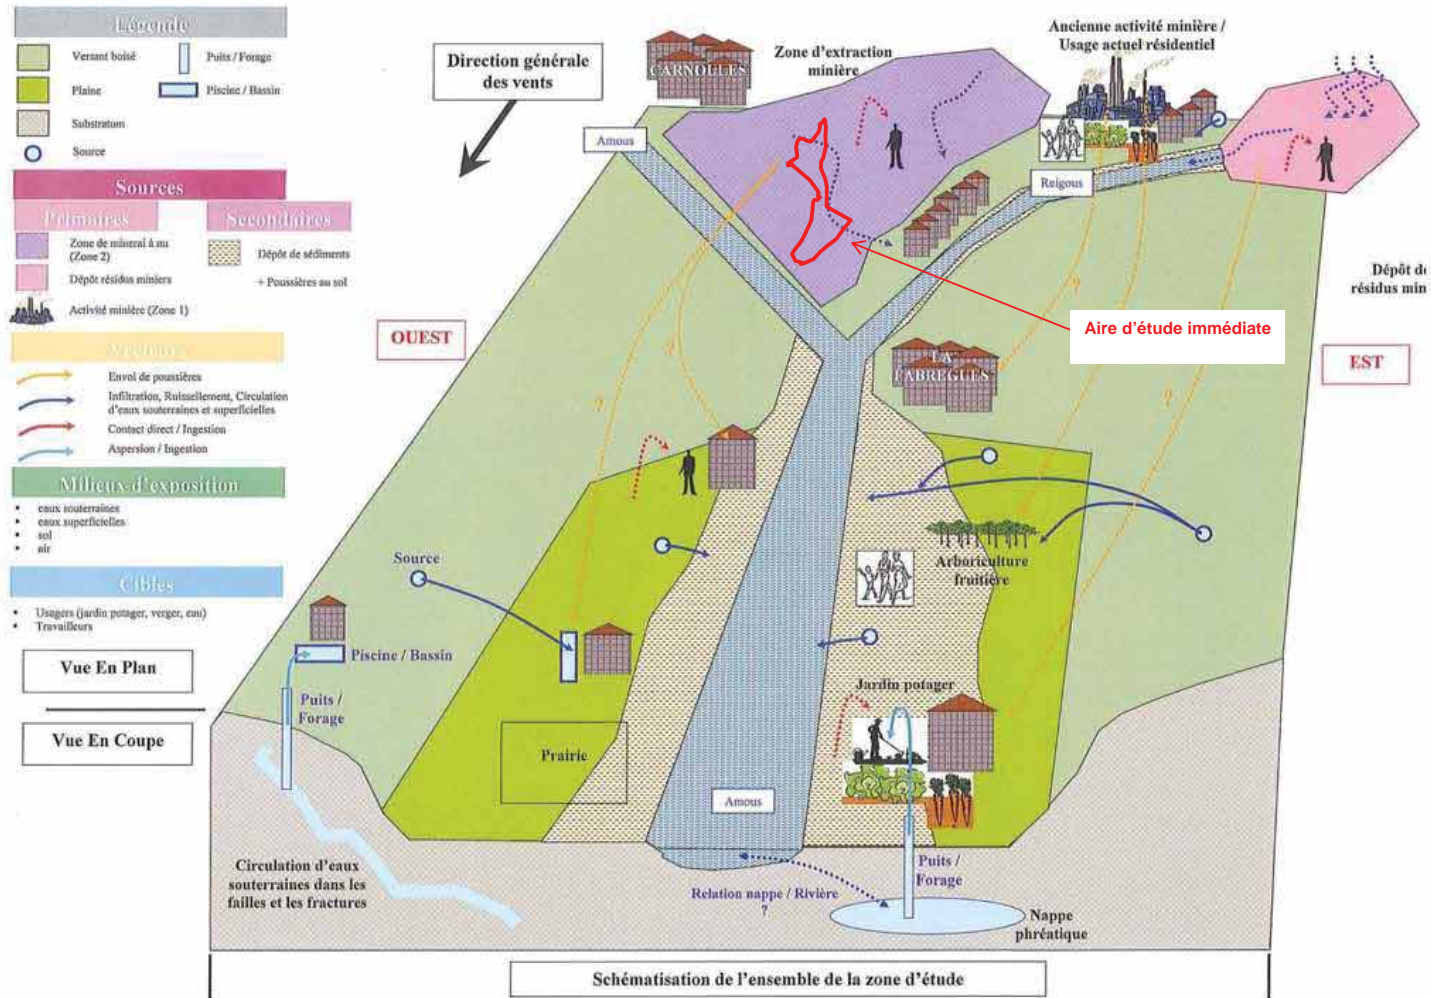 Légende
Versant boisé
Puits / Forage
Plaine
Piscine / Bassin
Substratum
Source
Sources
Primaires
Secondaires
Zone de minerai à nu
(Zone 2)
Dépôt de sédiments
Dépôt résidus miniers
+ Poussières au sol
Activité minière (Zone 1)
Vecteurs
Envol de poussières
Infiltration, Ruissellement, Circulation
d'eaux souterraines et superficielles
Contact direct / Ingestion
Aspersion / Ingestion
Milieux d'exposition
• eaux souterraines
• eaux superficielles
• sol
• air
Cibles
• Usagers (jardin potager, verger, eau)
• Travailleurs
Vue En Plan
Vue En Coupe
Direction générale
des vents
CARNOULES
Zone d'extraction
minière
Ancienne activité minière /
Usage actuel résidentiel
Amous
Reigous
Dépôt de
résidus min
Aire d'étude immédiate
OUEST
EST
LA
FABREGUES
?
?
?
?
?
Source
Arboriculture
fruitière
Piscine / Bassin
Puits /
Forage
Jardin potager
Prairie
Amous
Circulation d'eaux
souterraines dans les
failles et les fractures
Relation nappe / Rivière
?
Puits /
Forage
Nappe
phréatique
Schématisation de l'ensemble de la zone d'étude